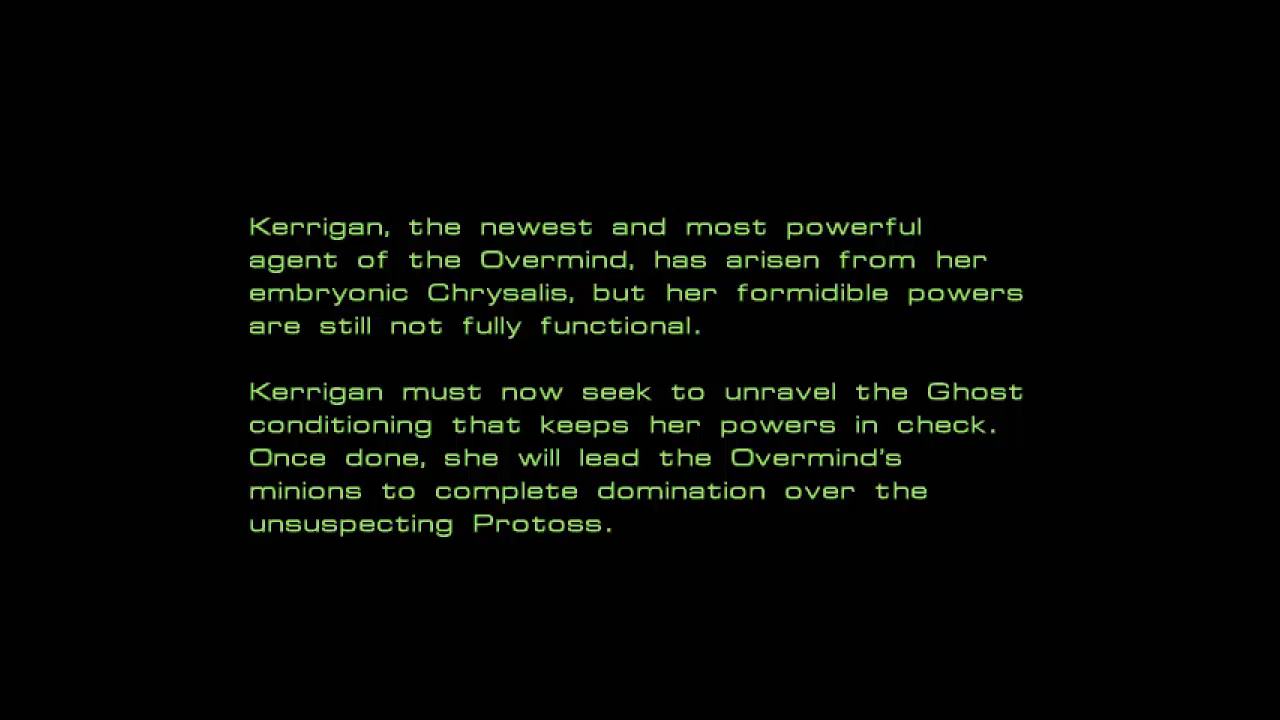 Kerrigan, the newest and most powerful
agent of the Overmind, has arisen from her
embryonic Chrysalis, but her formidible powers
are still not fully functional.
Kerrigan must now seek to unravel the Ghost
conditioning that keeps her powers in check.
Once done, she will lead the Overmind's
minions to complete domination over the
unsuspecting Protoss.